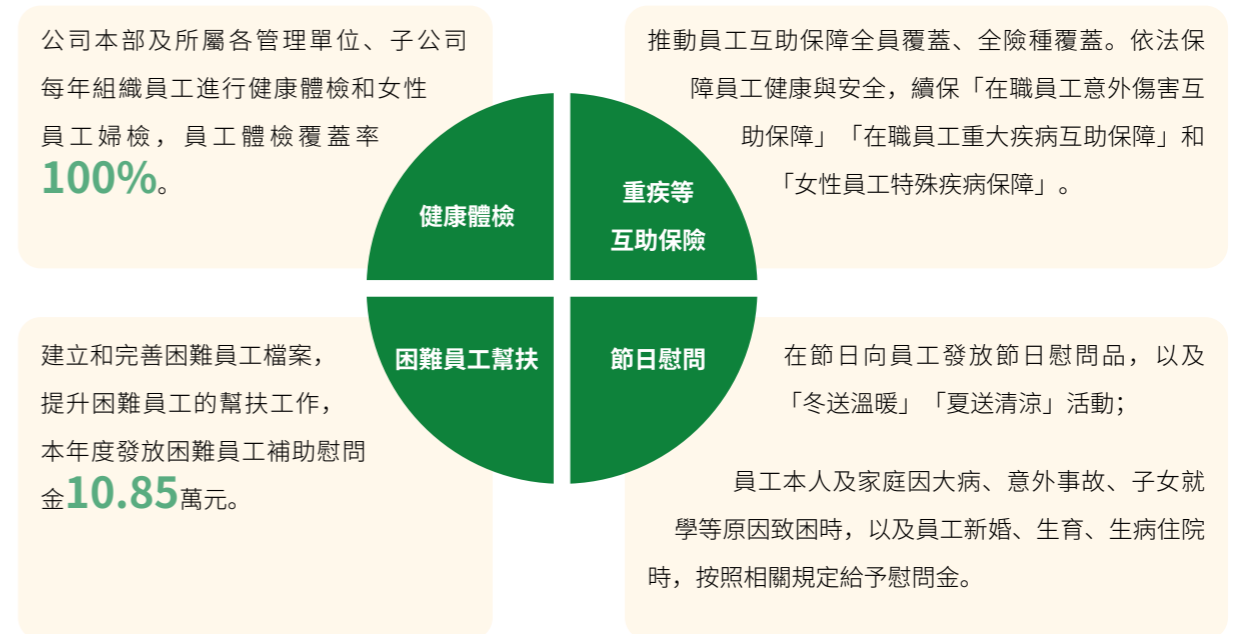 公司本部及所屬各管理單位、子公司
每年組織員工進行健康體檢和女性
員工婦檢，員工體檢覆蓋率
100%。
健康體檢
推動員工互助保障全員覆蓋、全險種覆蓋。依法保
障員工健康與安全，續保「在職員工意外傷害互
助保障」「在職員工重大疾病互助保障」和
「女性員工特殊疾病保障」。
重疾等
互助保險
建立和完善困難員工檔案，
提升困難員工的幫扶工作，
本年度發放困難員工補助慰問
金10.85萬元。
困難員工幫扶
節日慰問
在節日向員工發放節日慰問品，以及
「冬送溫暖」「夏送清涼」活動；
員工本人及家庭因大病、意外事故、子女就
學等原因致困時，以及員工新婚、生育、生病住院
時，按照相關規定給予慰問金。